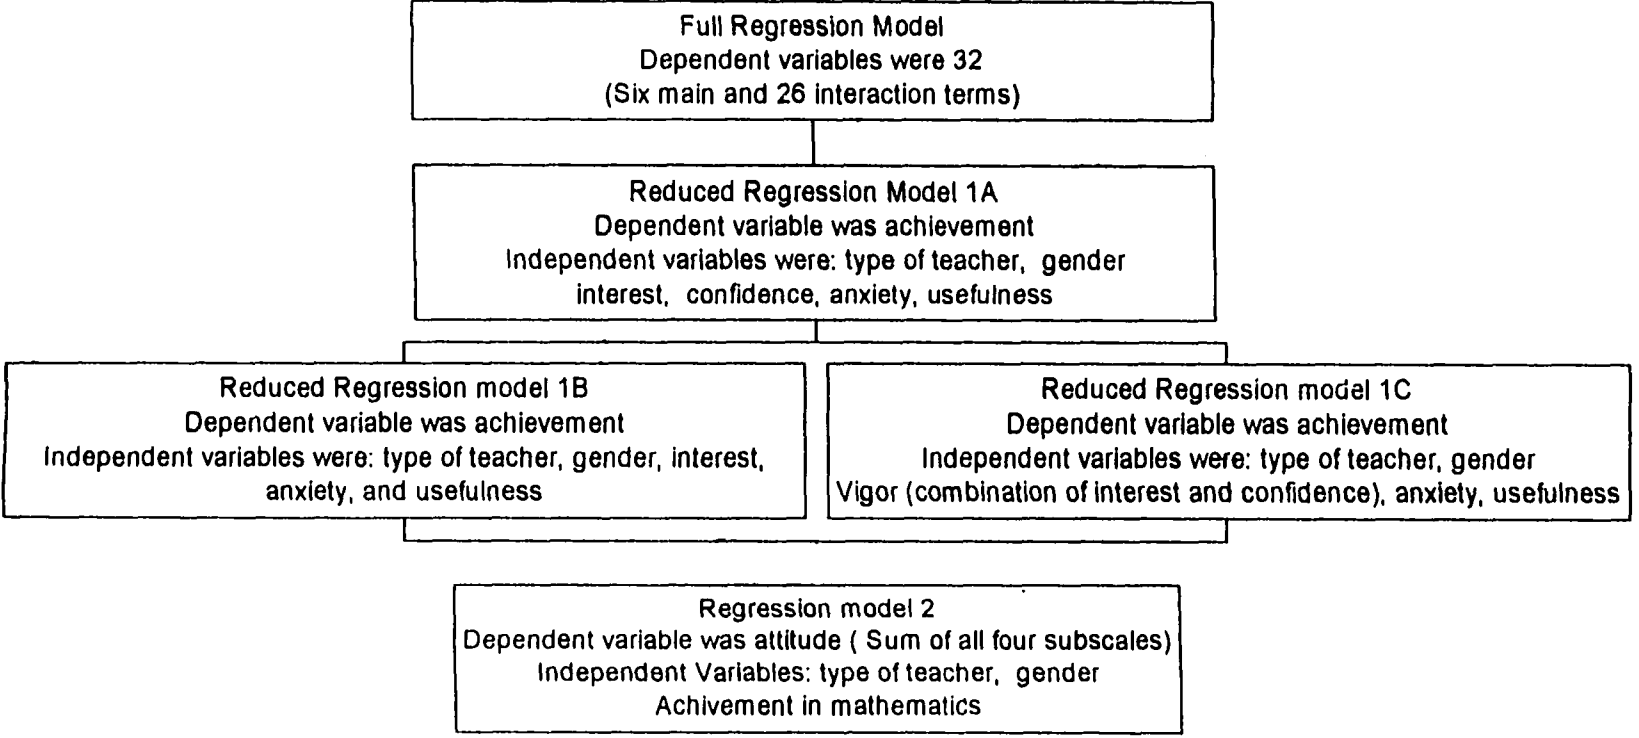 Full Regression Model
Dependent variables were 32
(Six main and 26 interaction terms)
Reduced Regression Model 1A
Dependent variable was achievement
Independent variables were: type of teacher, gender
interest, confidence, anxiety, usefulness
Reduced Regression model 1B
Dependent variable was achievement
Independent variables were: type of teacher, gender, interest,
anxiety, and usefulness
Reduced Regression model 1C
Dependent variable was achievement
Independent variables were: type of teacher, gender
Vigor (combination of interest and confidence), anxiety, usefulness
Regression model 2
Dependent variable was attitude ( Sum of all four subscales)
Independent Variables: type of teacher, gender
Achivement in mathematics